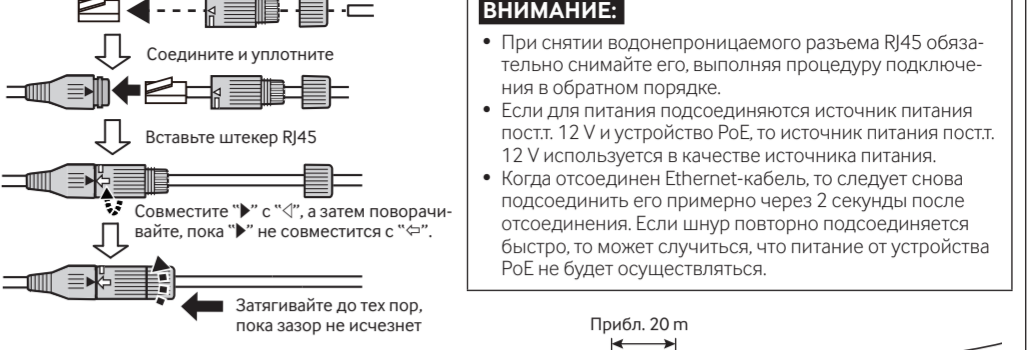 Соедините и уплотните
Вставьте штекер RJ45
Совместите “▶” с “◁”, а затем поворачи-
вайте, пока “▶” не совместится с “⇦”.
Затягивайте до тех пор,
пока зазор не исчезнет
ВНИМАНИЕ:
• При снятии водонепроницаемого разъема RJ45 обяза-
тельно снимайте его, выполняя процедуру подключе-
ния в обратном порядке.
• Если для питания подсоединяются источник питания
пост.т. 12 V и устройство PoE, то источник питания пост.т.
12 V используется в качестве источника питания.
• Когда отсоединен Ethernet-кабель, то следует снова
подсоединить его примерно через 2 секунды после
отсоединения. Если шнур повторно подсоединяется
быстро, то может случиться, что питание от устройства
PoE не будет осуществляться.
Прибл. 20 m